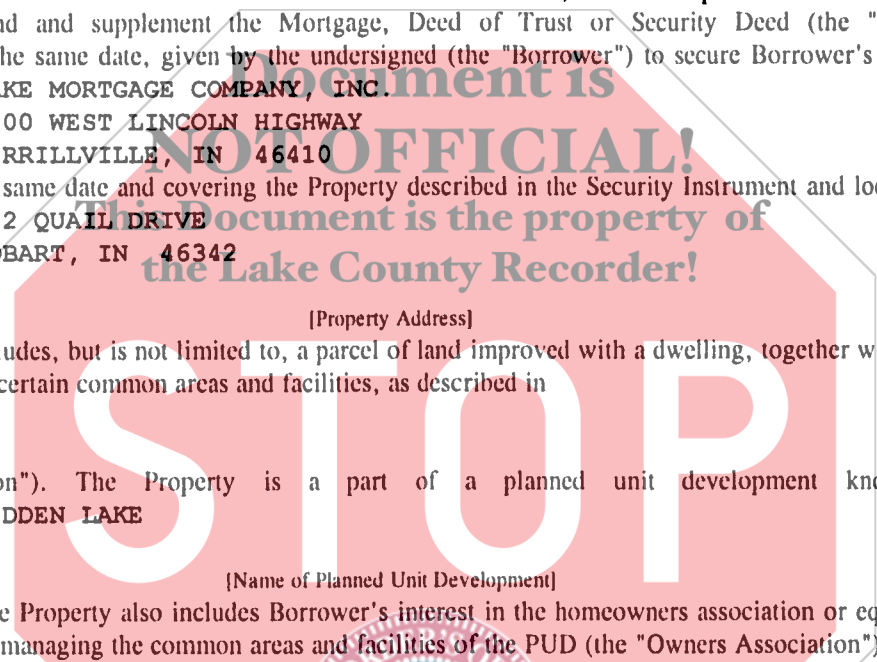 nd and supplement the Mortgage, Deed of Trust or Security Deed (the "
he same date, given by the undersigned (the "Borrower") to secure Borrower's
Document is
KE MORTGAGE COMPANY, INC.
00 WEST LINCOLN HIGHWAY
NOT OFFICIAL!
RRILLVILLE, IN 46410
same date and covering the Property described in the Security Instrument and loc
This Document is the property of
2 QUAIL DRIVE
OBART, IN 46342
the Lake County Recorder!
[Property Address]
udes, but is not limited to, a parcel of land improved with a dwelling, together w
certain common areas and facilities, as described in
STOP
on"). The Property is a part of a planned unit development kno
DDEN LAKE
[Name of Planned Unit Development]
e Property also includes Borrower's interest in the homeowners association or eq
managing the common areas and facilities of the PUD (the "Owners Association")